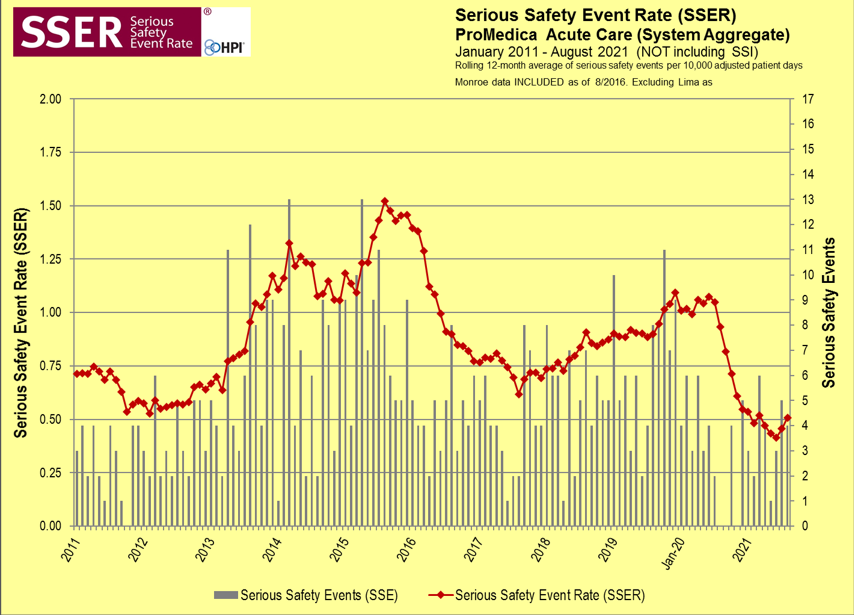 SSER
®
Serious
Safety
Event Rate
HPI
Serious Safety Event Rate (SSER)
ProMedica Acute Care (System Aggregate)
January 2011 - August 2021 (NOT including SSI)
Rolling 12-month average of serious safety events per 10,000 adjusted patient days
Monroe data INCLUDED as of 8/2016. Excluding Lima as
Serious Safety Event Rate (SSER)
2.00
1.75
1.50
1.25
1.00
0.75
0.50
0.25
0.00
17
16
15
14
13
12
11
10
9
8
7
6
5
4
3
2
1
0
Serious Safety Events
2011
2012
2013
2014
2015
2016
2017
2018
2019
Jan-20
2021
Serious Safety Events (SSE)
Serious Safety Event Rate (SSER)